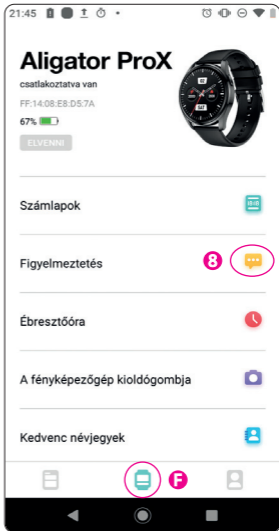 21:45
Aligator ProX
csatlakoztatva van
FF:14:08:E8:D5:7A
67%
ELVENNI
Számlapok
Figyelmeztetés
8
Ébresztőóra
A fényképezőgép kioldógombja
Kedvenc névjegyek
F